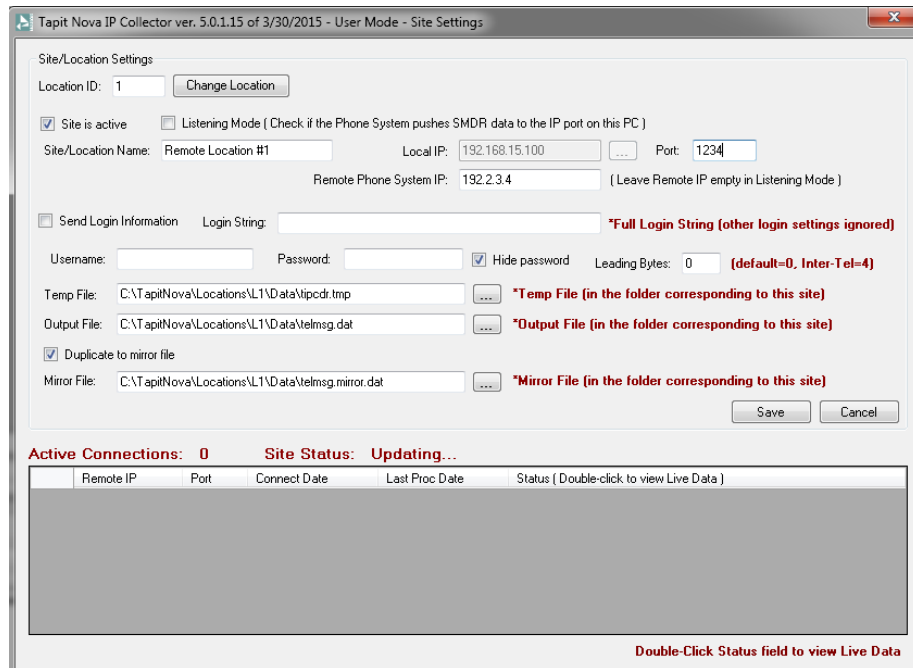 Tapit Nova IP Collector ver. 5.0.1.15 of 3/30/2015 - User Mode - Site Settings
Site/Location Settings
Location ID: 1 Change Location
Site is active Listening Mode ( Check if the Phone System pushes SMDR data to the IP port on this PC )
Site/Location Name: Remote Location #1 Local IP: 192.168.15.100 ... Port: 1234
Remote Phone System IP: 192.2.3.4 ( Leave Remote IP empty in Listening Mode )
Send Login Information Login String: *Full Login String (other login settings ignored)
Username: Password: Hide password Leading Bytes: 0 (default=0, Inter-Tel=4)
Temp File: C:\TapitNova\Locations\L1\Data\tipcdr.tmp ... *Temp File (in the folder corresponding to this site)
Output File: C:\TapitNova\Locations\L1\Data\telmsg.dat ... *Output File (in the folder corresponding to this site)
Duplicate to mirror file
Mirror File: C:\TapitNova\Locations\L1\Data\telmsg.mirror.dat ... *Mirror File (in the folder corresponding to this site)
Save Cancel
Active Connections: 0 Site Status: Updating...
Remote IP Port Connect Date Last Proc Date Status ( Double-click to view Live Data )
Double-Click Status field to view Live Data